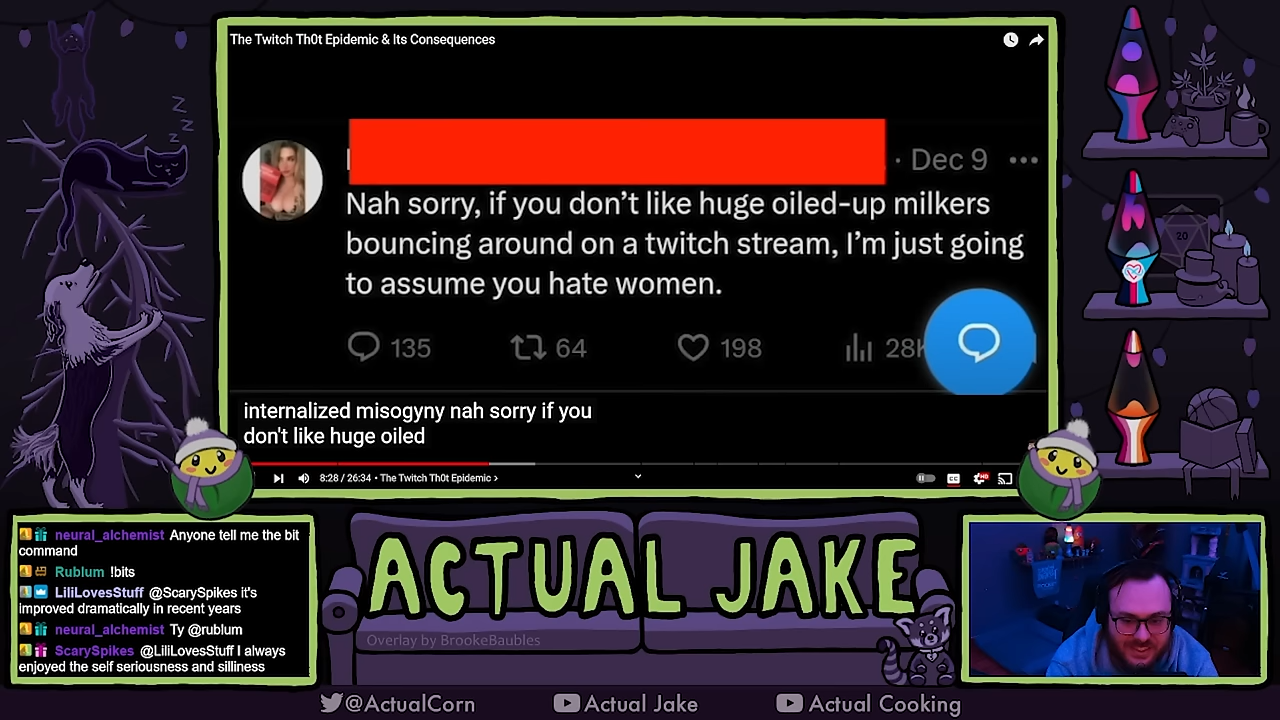 The Twitch Th0t Epidemic & Its Consequences
· Dec 9 •••
Nah sorry, if you don't like huge oiled-up milkers
bouncing around on a twitch stream, I'm just going
to assume you hate women.
135 64 198 28K
internalized misogyny nah sorry if you
don't like huge oiled
8:28 / 26:34 • The Twitch Th0t Epidemic >
CC HD
20
neural_alchemist Anyone tell me the bit
command
Rublum !bits
LiliLovesStuff @ScarySpikes it's
improved dramatically in recent years
neural_alchemist Ty @rublum
ScarySpikes @LiliLovesStuff I always
enjoyed the self seriousness and silliness
ACTUAL JAKE
Overlay by BrookeBaubles
@ActualCorn Actual Jake Actual Cooking